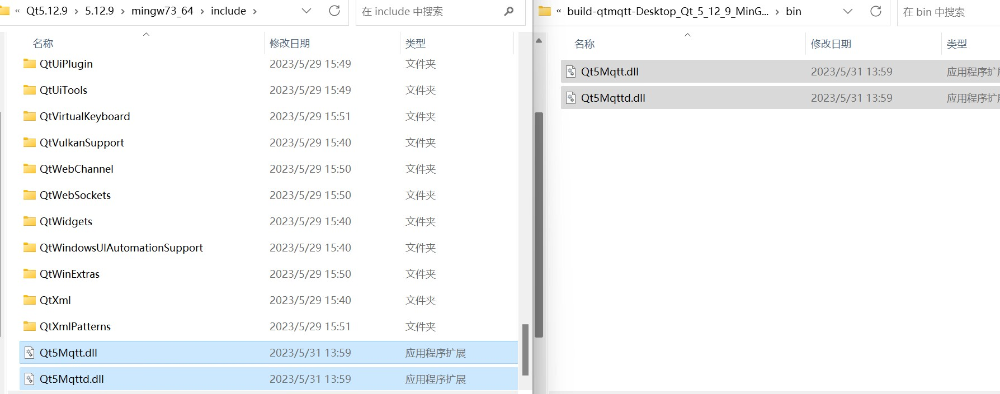 « Qt5.12.9 › 5.12.9 › mingw73_64 › include ›
在 include 中搜索
名称 修改日期 类型
QtUiPlugin 2023/5/29 15:49 文件夹
QtUiTools 2023/5/29 15:49 文件夹
QtVirtualKeyboard 2023/5/29 15:51 文件夹
QtVulkanSupport 2023/5/29 15:40 文件夹
QtWebChannel 2023/5/29 15:50 文件夹
QtWebSockets 2023/5/29 15:50 文件夹
QtWidgets 2023/5/29 15:40 文件夹
QtWindowsUIAutomationSupport 2023/5/29 15:40 文件夹
QtWinExtras 2023/5/29 15:50 文件夹
QtXml 2023/5/29 15:40 文件夹
QtXmlPatterns 2023/5/29 15:51 文件夹
Qt5Mqtt.dll 2023/5/31 13:59 应用程序扩展
Qt5Mqttd.dll 2023/5/31 13:59 应用程序扩展
« build-qtmqtt-Desktop_Qt_5_12_9_MinG... › bin
在 bin 中搜索
名称 修改日期 类型
Qt5Mqtt.dll 2023/5/31 13:59 应用程序扩
Qt5Mqttd.dll 2023/5/31 13:59 应用程序扩